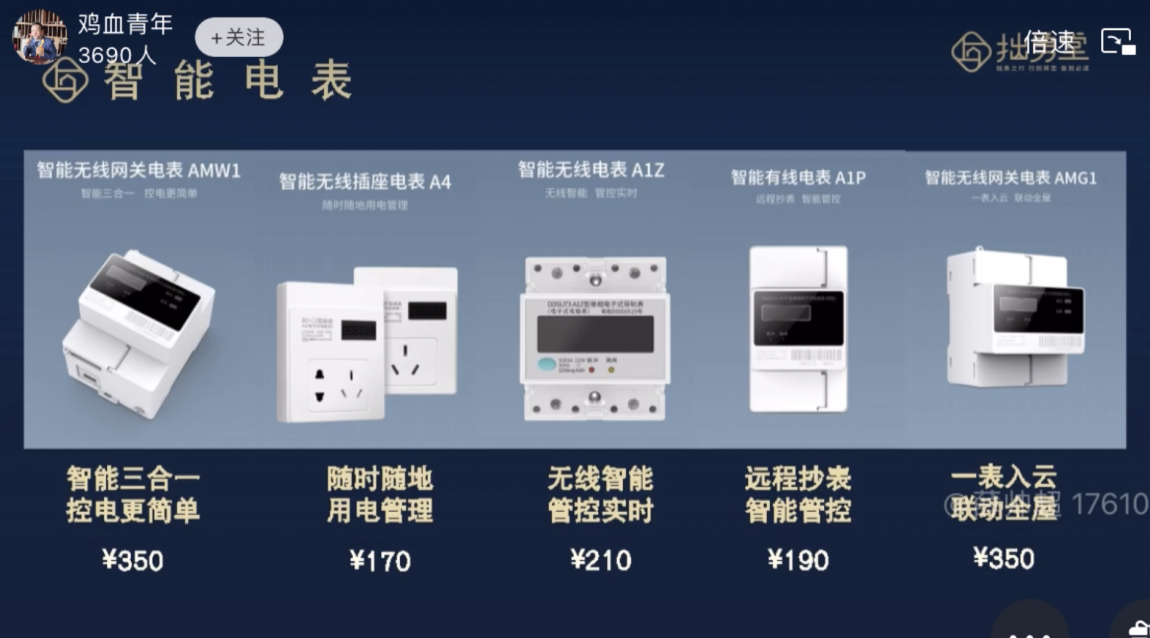 鸡血青年
3690人
+关注
倍速
智能电表
智能无线网关电表 AMW1
智能三合一 控电更简单
智能无线插座电表 A4
随时随地用电管理
智能无线电表 A1Z
无线智能 管控实时
智能有线电表 A1P
远程抄表 智能管控
智能无线网关电表 AMG1
一表入云 联动全屋
智能三合一
控电更简单
¥350
随时随地
用电管理
¥170
无线智能
管控实时
¥210
远程抄表
智能管控
¥190
一表入云
联动全屋
¥350
17610